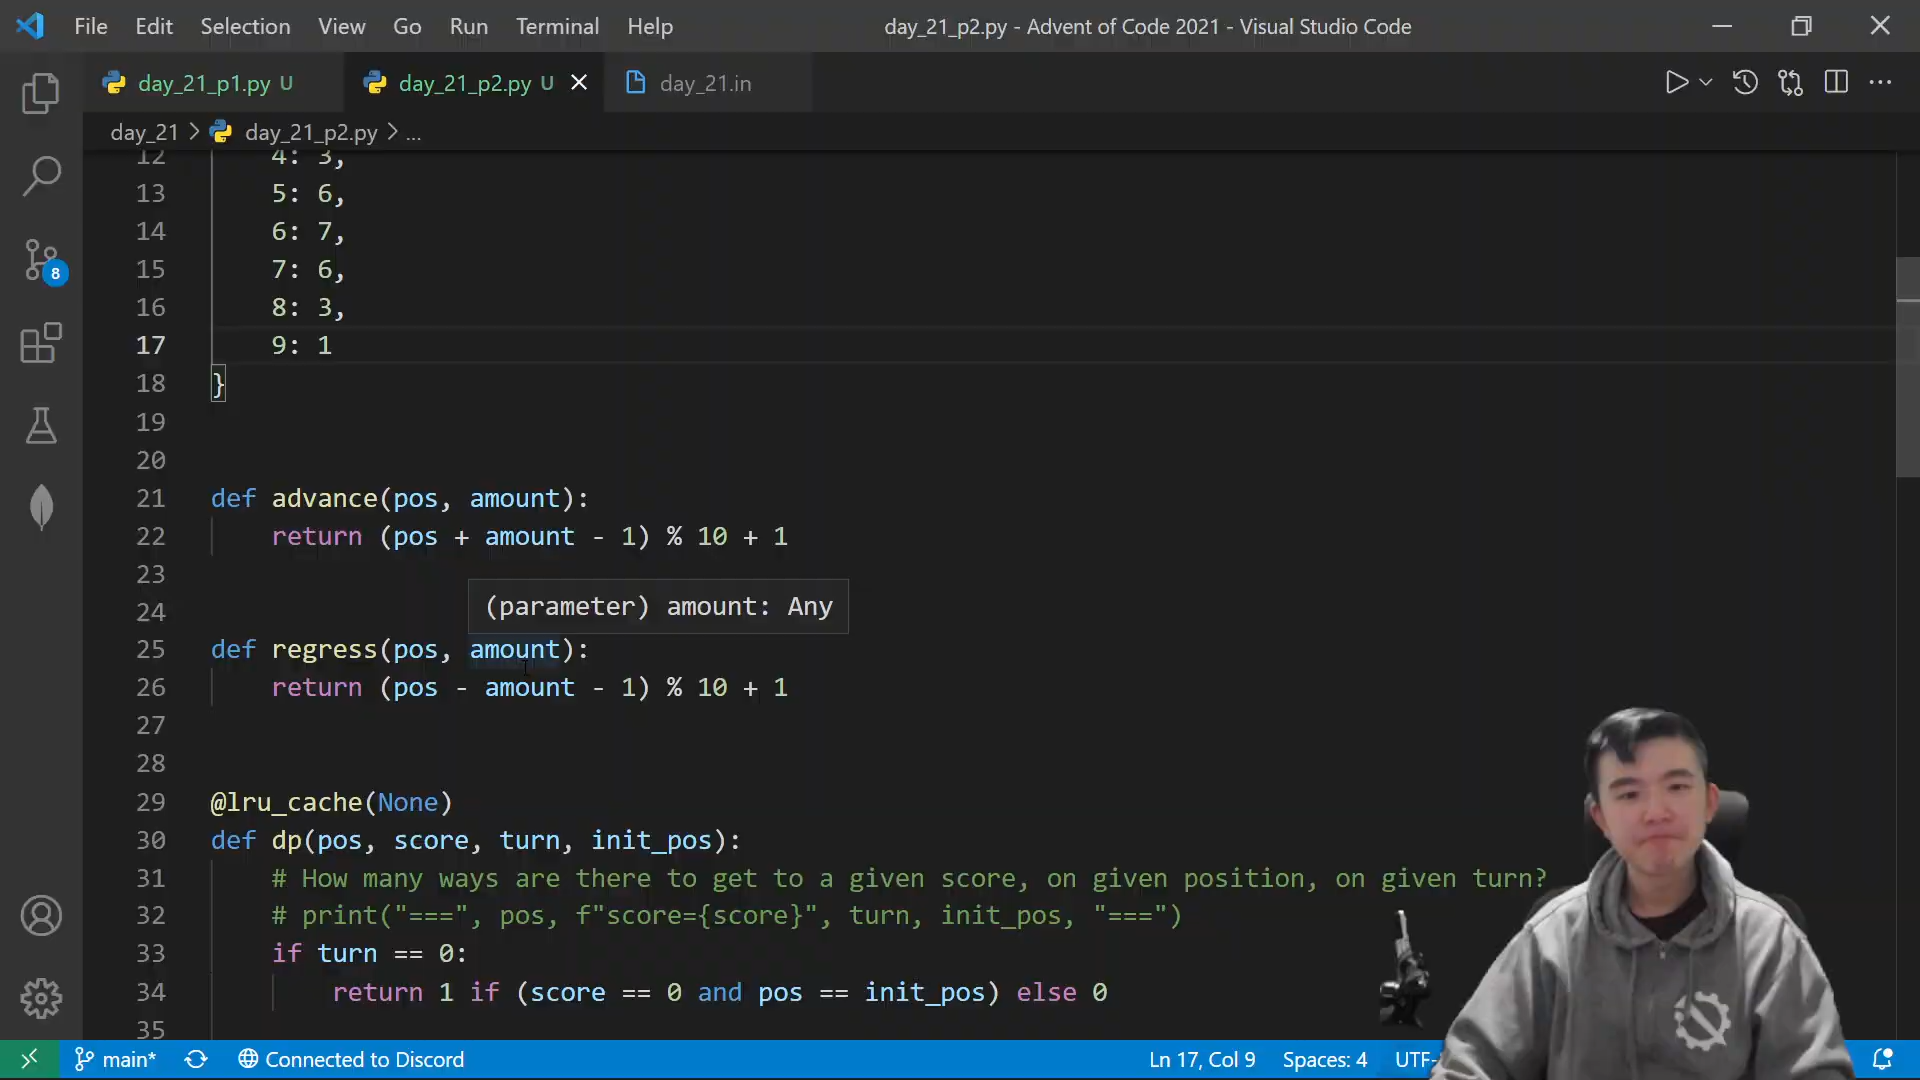 File Edit Selection View Go Run Terminal Help day_21_p2.py - Advent of Code 2021 - Visual Studio Code
day_21_p1.py U day_21_p2.py U day_21.in
day_21 > day_21_p2.py > ...
12 4: 3,
13 5: 6,
14 6: 7,
15 7: 6,
16 8: 3,
17 9: 1
18 }
19
20
21 def advance(pos, amount):
22 return (pos + amount - 1) % 10 + 1
23
24
(parameter) amount: Any
25 def regress(pos, amount):
26 return (pos - amount - 1) % 10 + 1
27
28
29 @lru_cache(None)
30 def dp(pos, score, turn, init_pos):
31 # How many ways are there to get to a given score, on given position, on given turn?
32 # print("===", pos, f"score={score}", turn, init_pos, "===")
33 if turn == 0:
34 return 1 if (score == 0 and pos == init_pos) else 0
35
8
main* Connected to Discord Ln 17, Col 9 Spaces: 4 UTF-